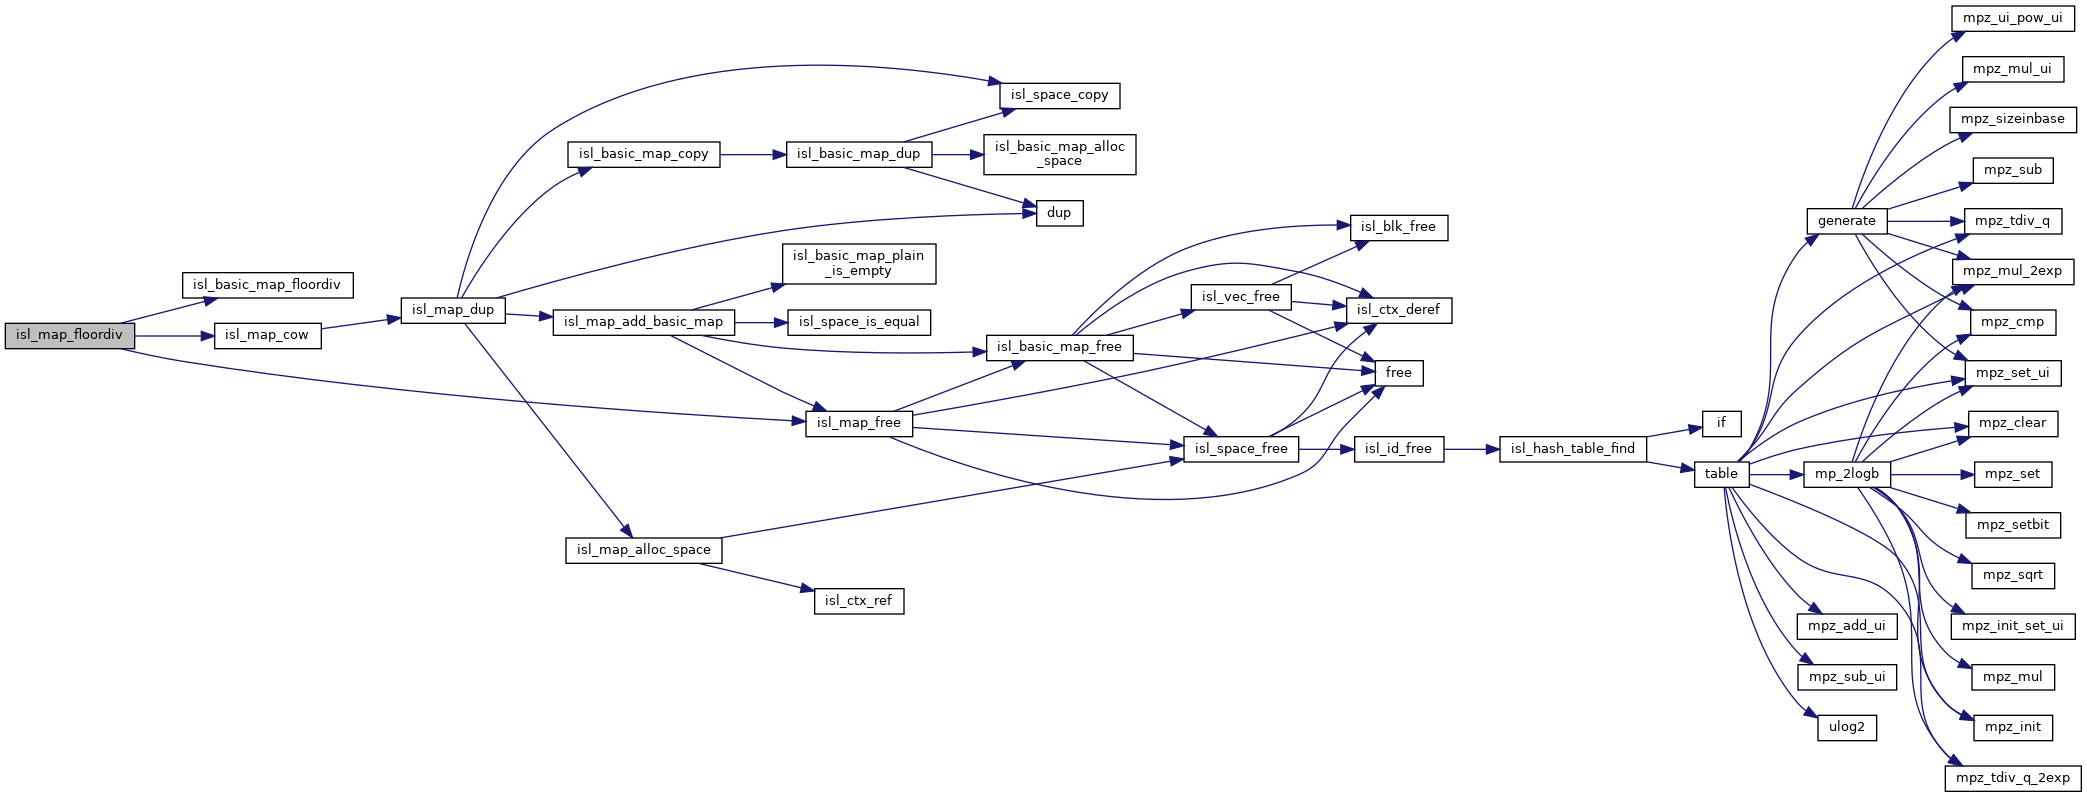 isl_map_floordiv
isl_basic_map_floordiv
isl_map_cow
isl_map_dup
isl_basic_map_copy
isl_map_add_basic_map
isl_map_alloc_space
isl_basic_map_dup
isl_basic_map_plain
_is_empty
isl_space_is_equal
isl_map_free
isl_ctx_ref
isl_space_copy
isl_basic_map_alloc
_space
dup
isl_basic_map_free
isl_vec_free
isl_space_free
isl_blk_free
isl_ctx_deref
free
isl_id_free
isl_hash_table_find
if
table
generate
mp_2logb
mpz_add_ui
mpz_sub_ui
ulog2
mpz_ui_pow_ui
mpz_mul_ui
mpz_sizeinbase
mpz_sub
mpz_tdiv_q
mpz_mul_2exp
mpz_cmp
mpz_set_ui
mpz_clear
mpz_set
mpz_setbit
mpz_sqrt
mpz_init_set_ui
mpz_mul
mpz_init
mpz_tdiv_q_2exp